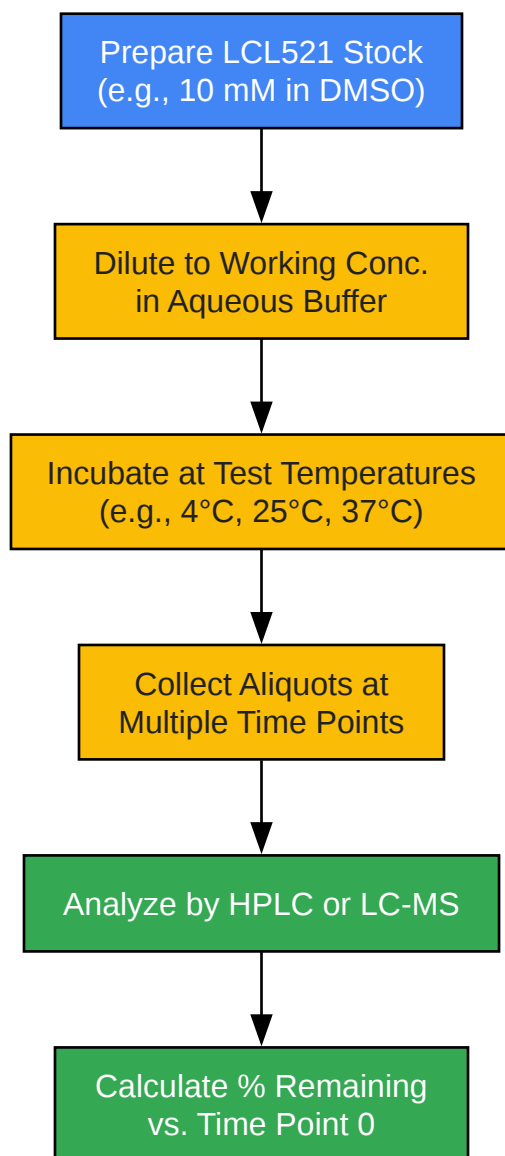 Prepare LCL521 Stock
(e.g., 10 mM in DMSO)
Dilute to Working Conc.
in Aqueous Buffer
Incubate at Test Temperatures
(e.g., 4°C, 25°C, 37°C)
Collect Aliquots at
Multiple Time Points
Analyze by HPLC or LC-MS
Calculate % Remaining
vs. Time Point 0